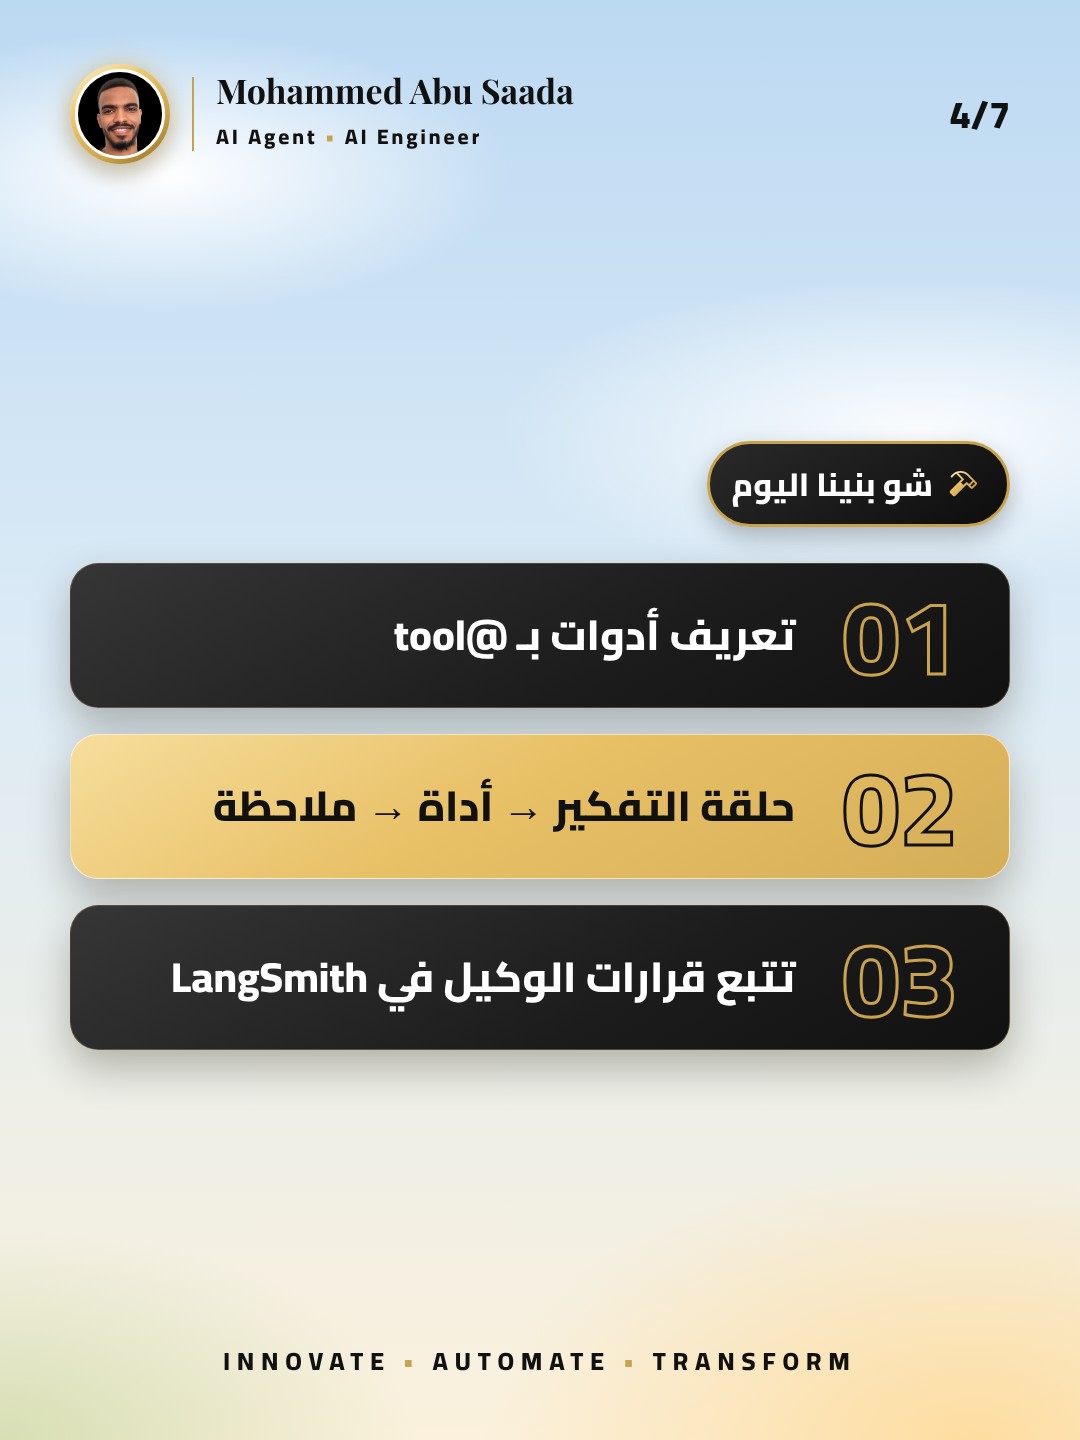 Mohammed Abu Saada
AI Agent ▪ AI Engineer
4/7
شو بنينا اليوم
01 تعريف أدوات بـ @tool
02 حلقة التفكير → أداة → ملاحظة
03 تتبع قرارات الوكيل في LangSmith
INNOVATE ▪ AUTOMATE ▪ TRANSFORM